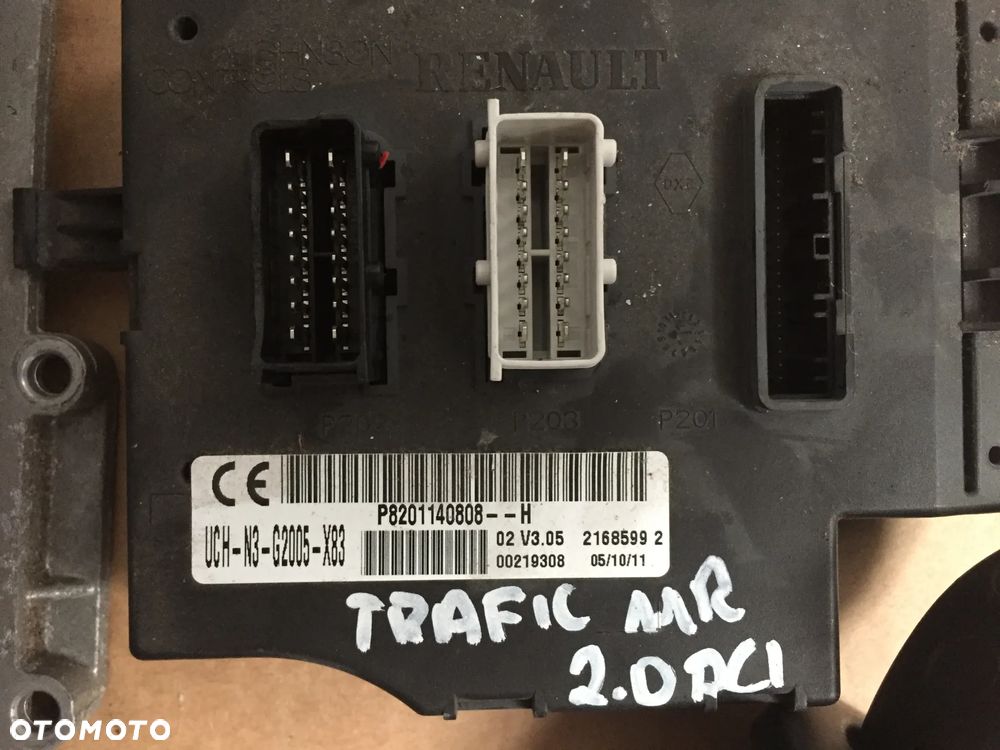 JOHNSON
CONTROLS
RENAULT
P203
P201
CE
P8201140808--H
UCH-N3-G2005-X83
02 V3.05 2168599 2
00219308 05/10/11
TRAFIC MR
2.0 DCI
OTOMOTO